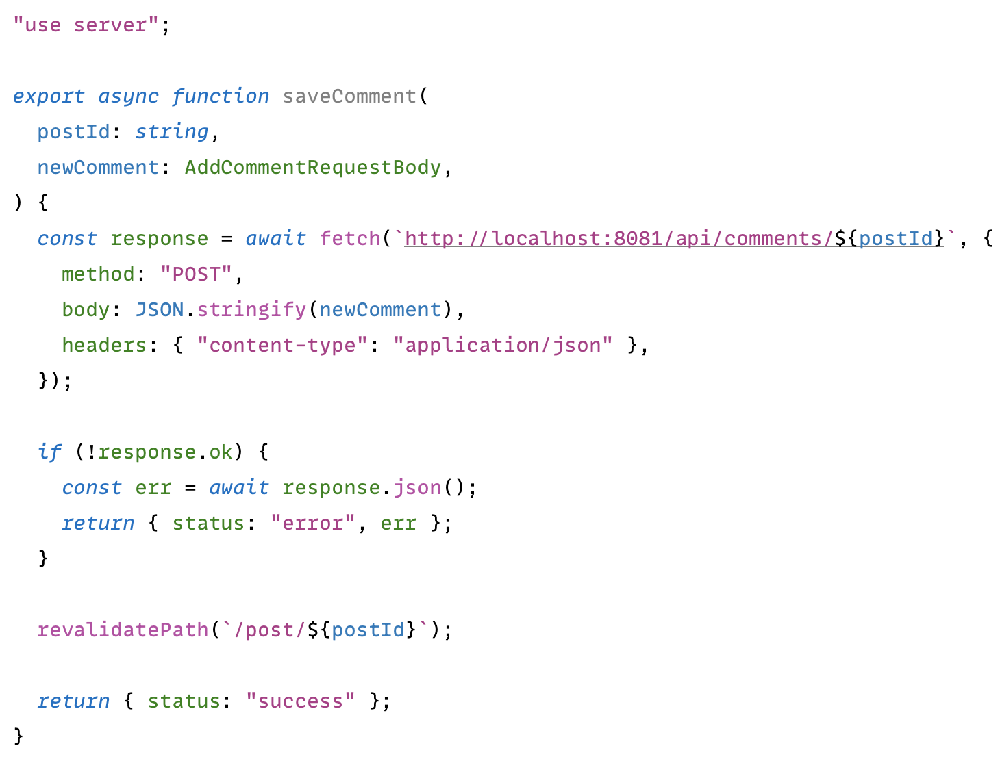 "use server";
export async function saveComment(
  postId: string,
  newComment: AddCommentRequestBody,
) {
  const response = await fetch(`http://localhost:8081/api/comments/${postId}`, {
    method: "POST",
    body: JSON.stringify(newComment),
    headers: { "content-type": "application/json" },
  });
  if (!response.ok) {
    const err = await response.json();
    return { status: "error", err };
  }
  revalidatePath(`/post/${postId}`);
  return { status: "success" };
}